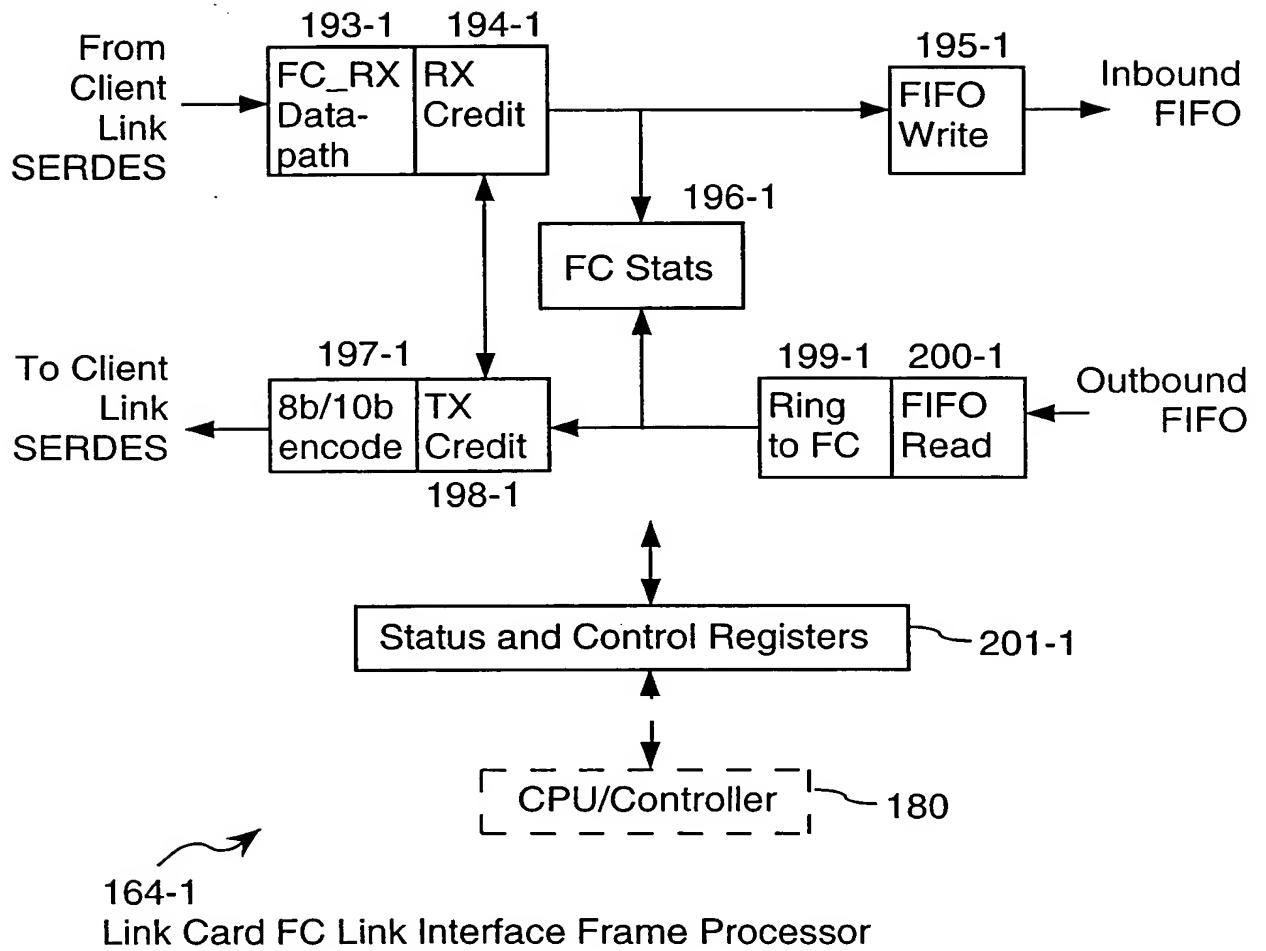 193-1
194-1
From
Client
Link
SERDES
FC_RX
Data-
path
RX
Credit
195-1
FIFO
Write
Inbound
FIFO
196-1
FC Stats
To Client
Link
SERDES
197-1
8b/10b
encode
TX
Credit
198-1
199-1
200-1
Ring
to FC
FIFO
Read
Outbound
FIFO
Status and Control Registers
201-1
CPU/Controller
180
164-1
Link Card FC Link Interface Frame Processor